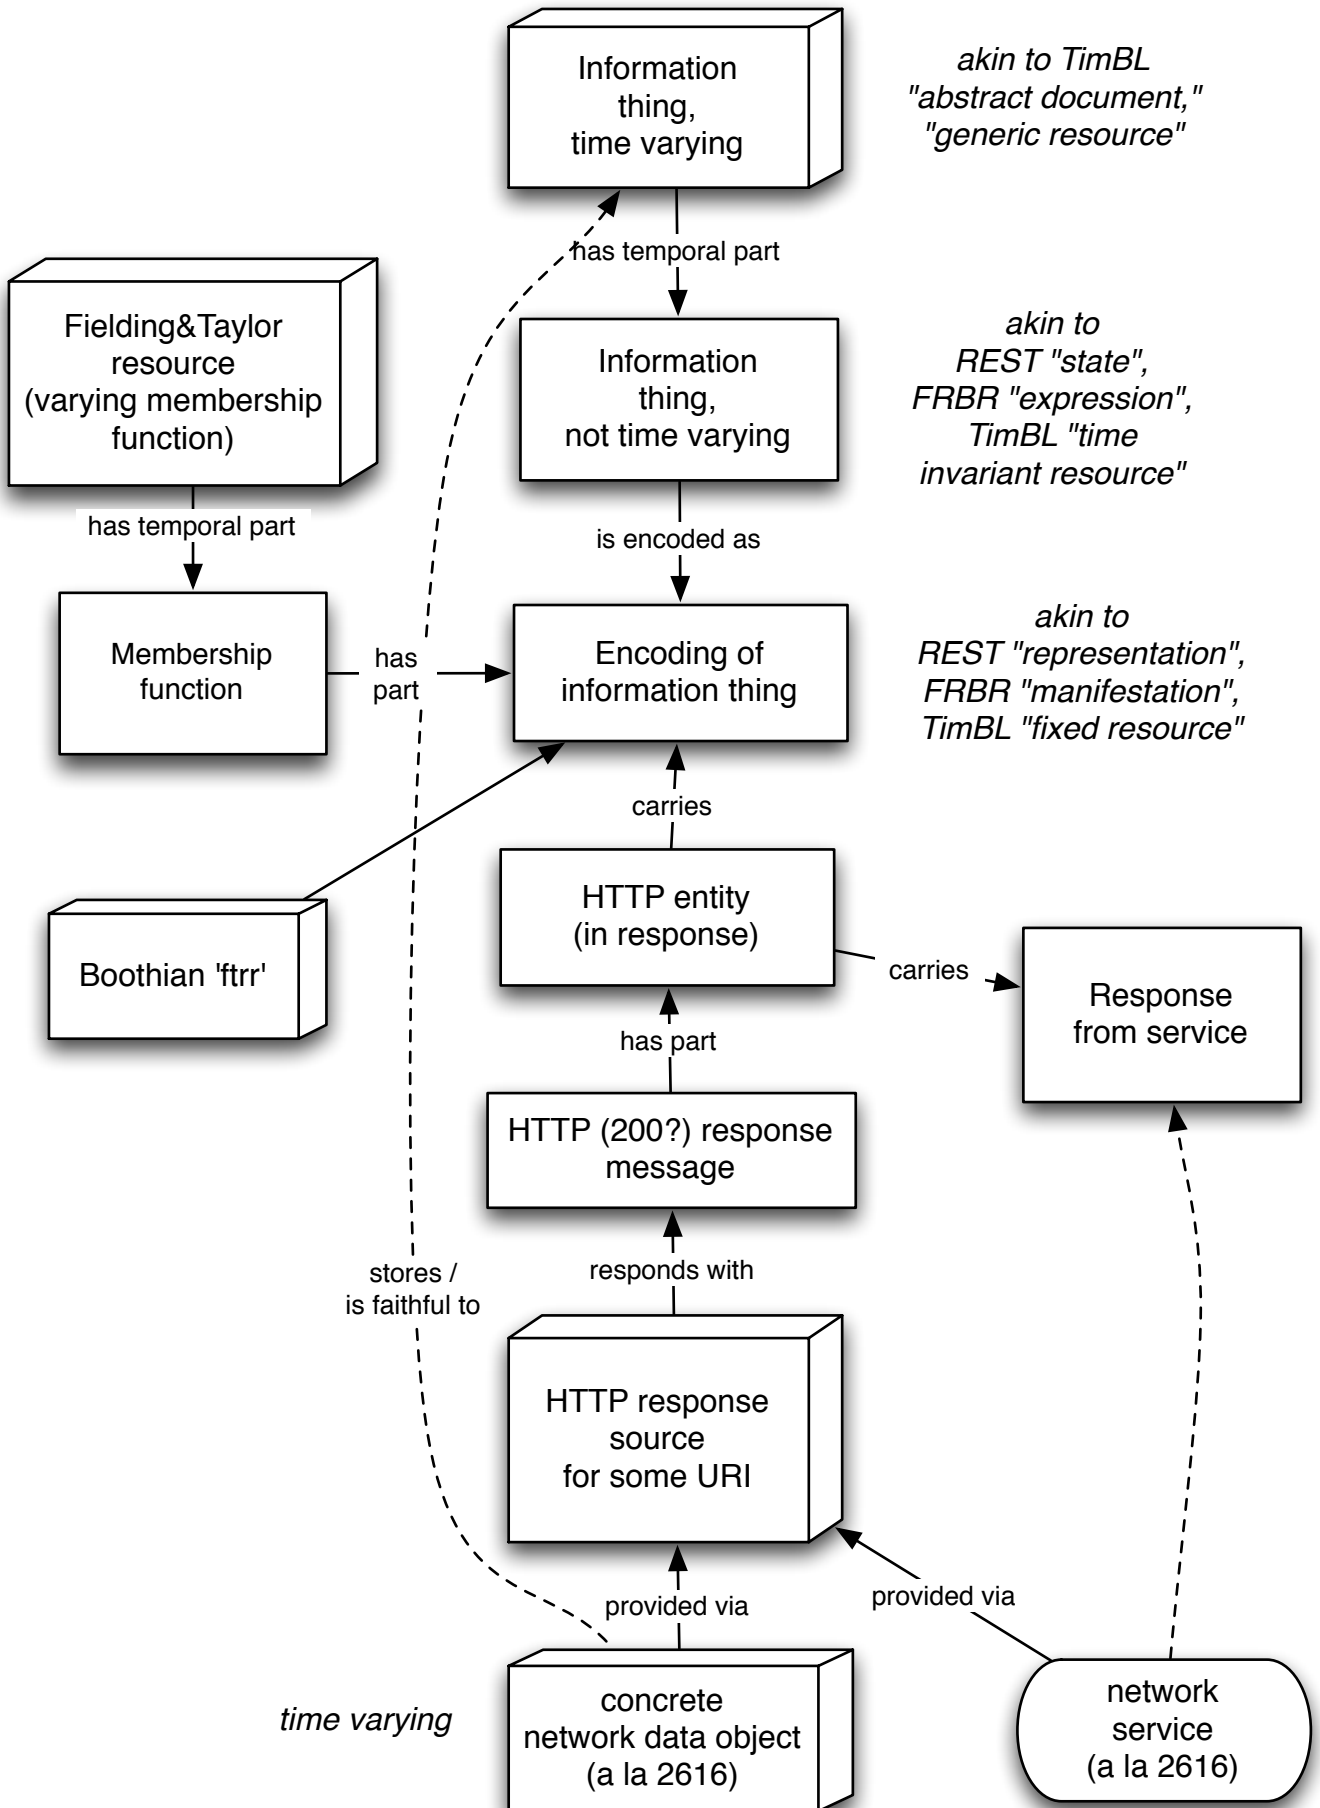 Information
thing,
time varying
akin to TimBL
"abstract document,"
"generic resource"
has temporal part
Fielding&Taylor
resource
(varying membership
function)
Information
thing,
not time varying
akin to
REST "state",
FRBR "expression",
TimBL "time
invariant resource"
has temporal part
is encoded as
Membership
function
has
part
Encoding of
information thing
akin to
REST "representation",
FRBR "manifestation",
TimBL "fixed resource"
carries
Boothian 'ftrr'
HTTP entity
(in response)
carries
Response
from service
has part
HTTP (200?) response
message
stores /
is faithful to
responds with
HTTP response
source
for some URI
provided via
provided via
time varying
concrete
network data object
(a la 2616)
network
service
(a la 2616)